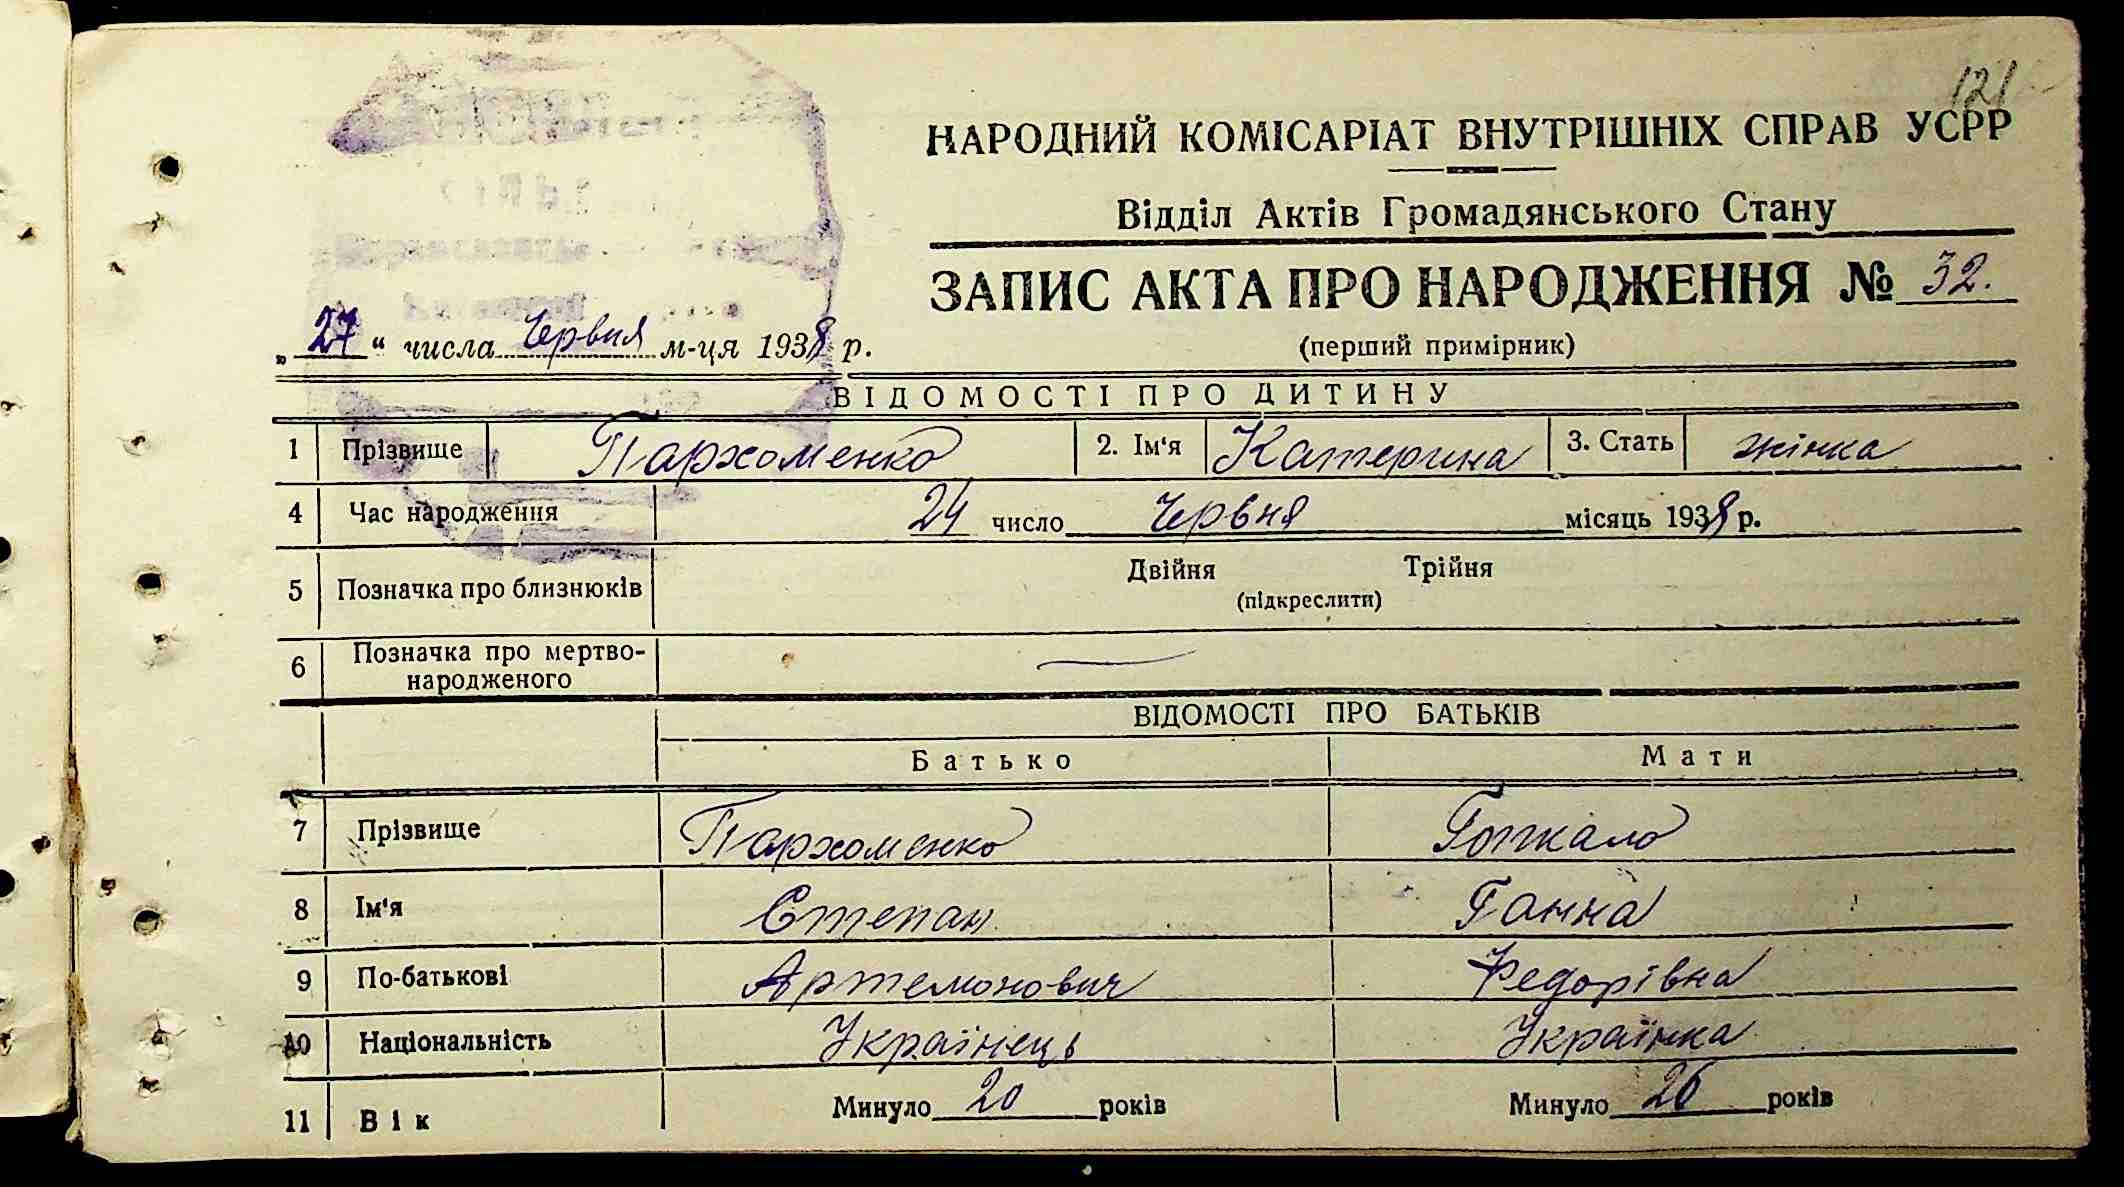 121
НАРОДНИЙ КОМІСАРІАТ ВНУТРІШНІХ СПРАВ УСРР
Відділ Актів Громадянського Стану
ЗАПИС АКТА ПРО НАРОДЖЕННЯ № 32.
(перший примірник)
„27“ числа Червня м-ця 1938 р.
ВІДОМОСТІ ПРО ДИТИНУ
1 Прізвище Пархоменко 2. Ім'я Катерина 3. Стать жінка
4 Час народження 24 число Червня місяць 1938 р.
5 Позначка про близнюків Двійня Трійня
(підкреслити)
6 Позначка про мертво-
народженого —
ВІДОМОСТІ ПРО БАТЬКІВ
Батько Мати
7 Прізвище Пархоменко
8 Ім'я Степан Ганна
9 По-батькові Артемонович Федорівна
10 Національність Українець Українка
11 Вік Минуло 20 років Минуло 26 років